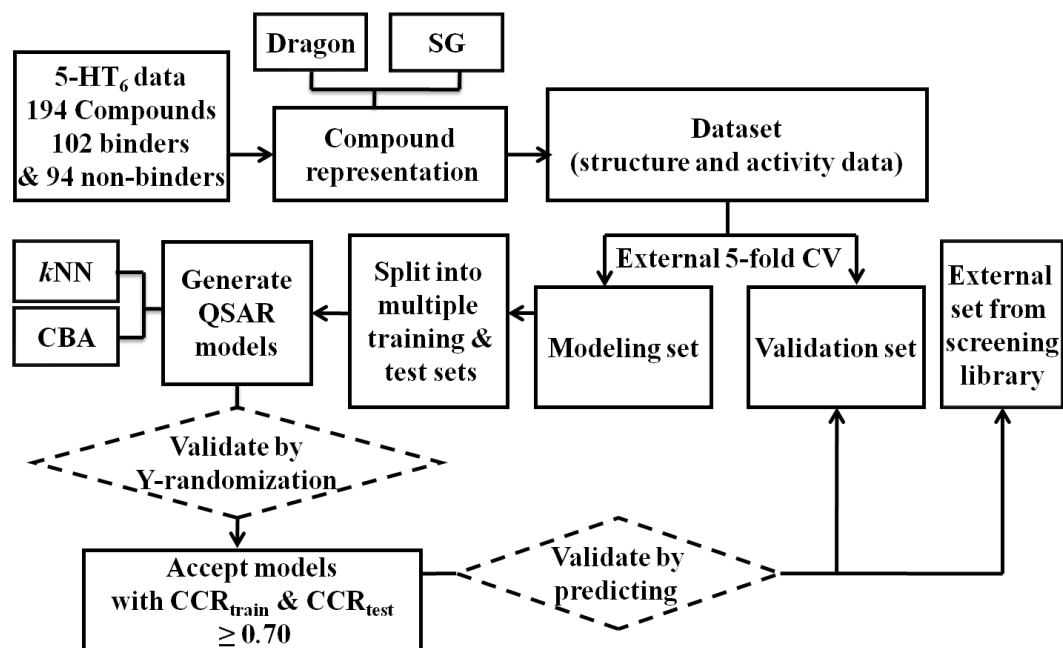 Dragon
SG
5-HT₆ data
194 Compounds
102 binders
& 94 non-binders
Compound
representation
Dataset
(structure and activity data)
External 5-fold CV
kNN
CBA
Generate
QSAR
models
Split into
multiple
training &
test sets
Modeling set
Validation set
External
set from
screening
library
Validate by
Y-randomization
Accept models
with CCRtrain & CCRtest
≥ 0.70
Validate by
predicting